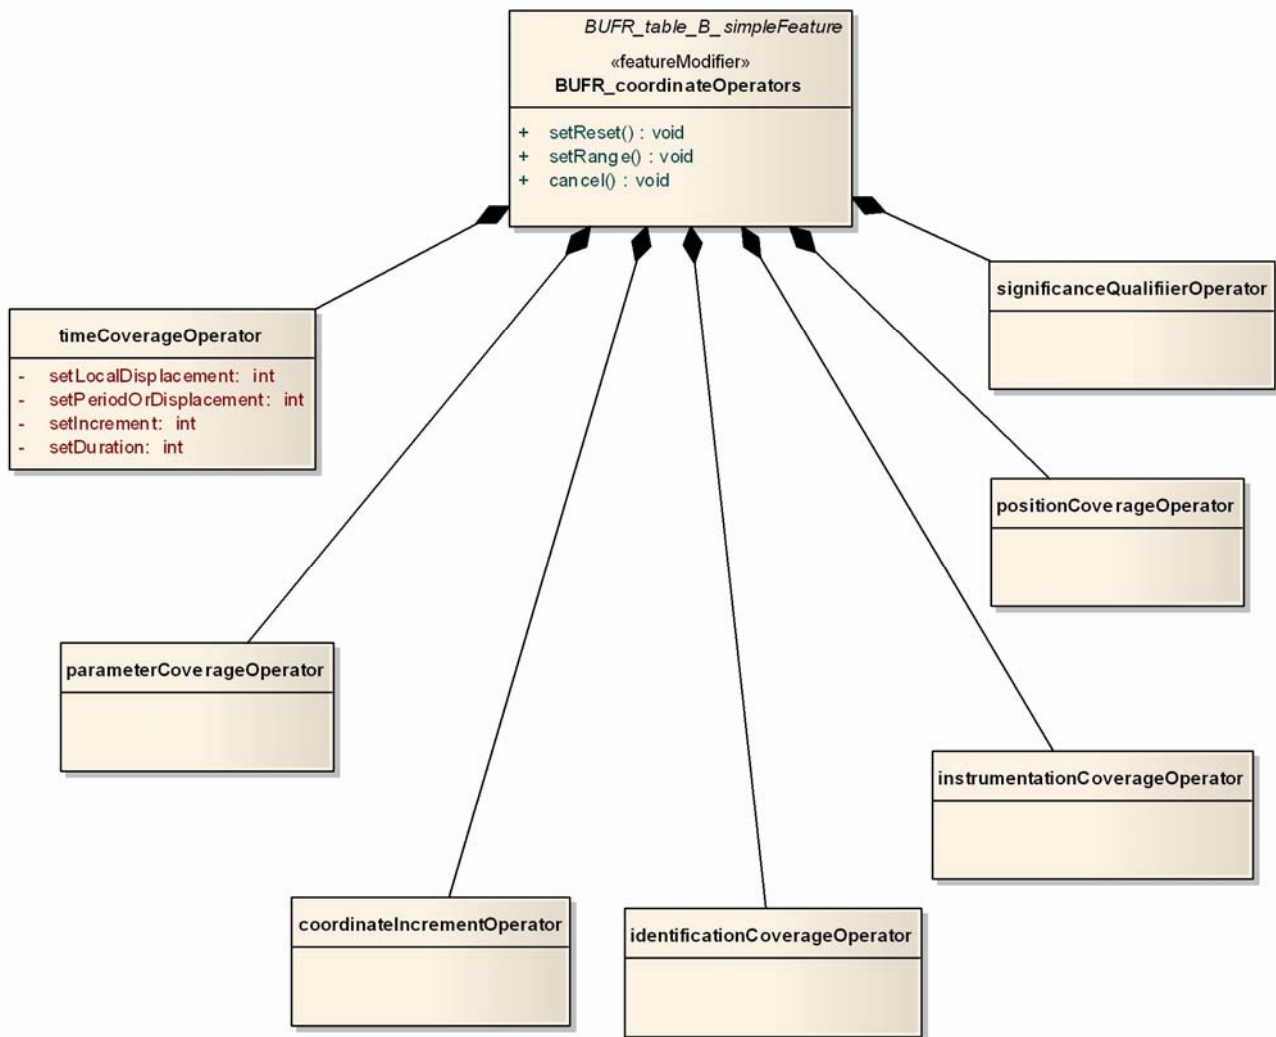 BUFR_table_B_simpleFeature
«featureModifier»
BUFR_coordinateOperators
+ setReset() : void
+ setRange() : void
+ cancel() : void
significanceQualifiierOperator
timeCoverageOperator
- setLocalDisplacement: int
- setPeriodOrDisplacement: int
- setIncrement: int
- setDuration: int
positionCoverageOperator
parameterCoverageOperator
instrumentationCoverageOperator
coordinateIncrementOperator
identificationCoverageOperator